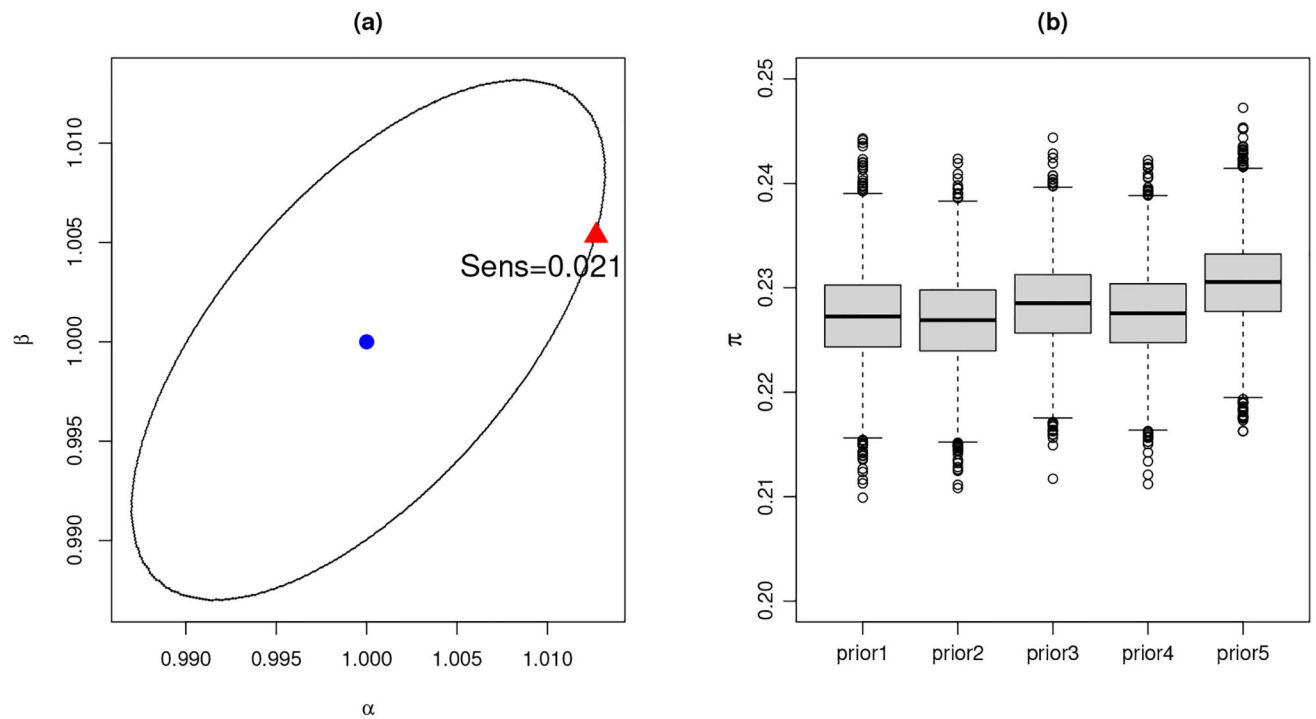 (a)
β
1.010
1.005
1.000
0.995
0.990
Sens=0.021
0.990 0.995 1.000 1.005 1.010
α
(b)
π
0.25
0.24
0.23
0.22
0.21
0.20
prior1 prior2 prior3 prior4 prior5